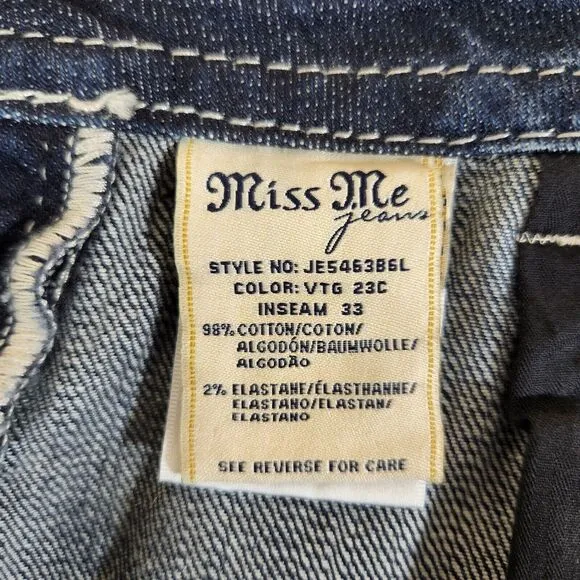 Miss Me
jeans
STYLE NO: JE5463B6L
COLOR: VTG 23C
INSEAM 33
98% COTTON/COTON/
ALGODÓN/BAUMWOLLE/
ALGODÃO
2% ELASTANE/ÉLASTHANNE/
ELASTANO/ELASTAN/
ELASTANO
SEE REVERSE FOR CARE